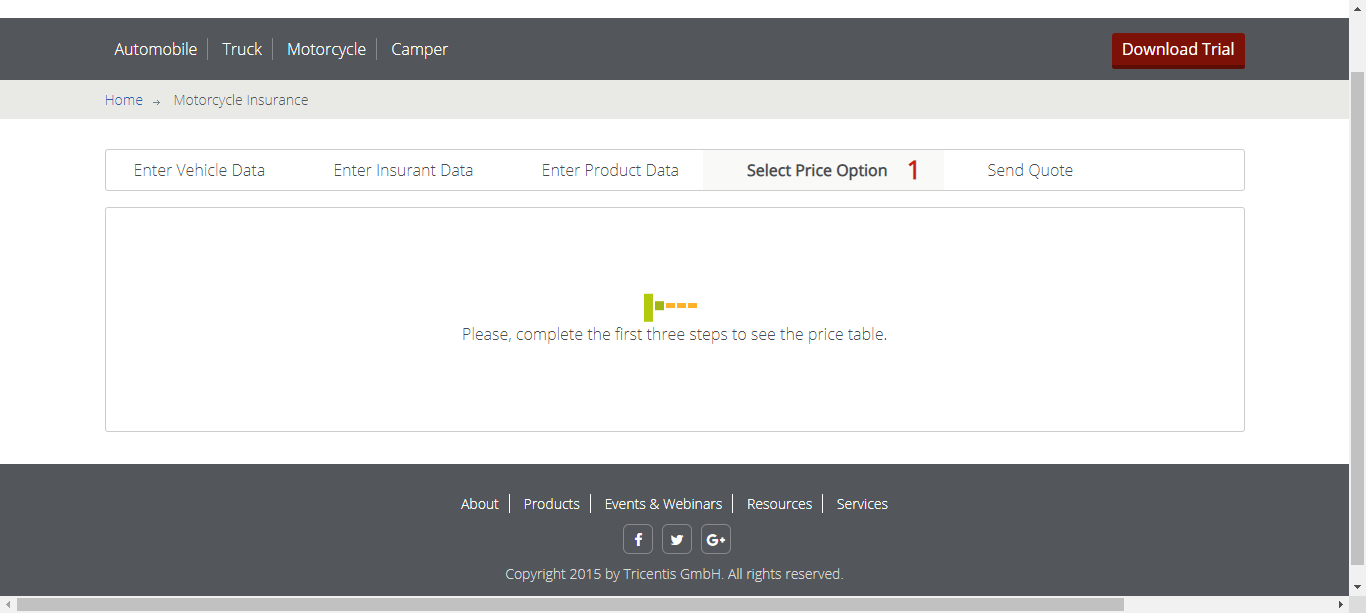 Automobile Truck Motorcycle Camper Download Trial
Home → Motorcycle Insurance
Enter Vehicle Data Enter Insurant Data Enter Product Data Select Price Option 1 Send Quote
Please, complete the first three steps to see the price table.
About Products Events & Webinars Resources Services
f G+
Copyright 2015 by Tricentis GmbH. All rights reserved.